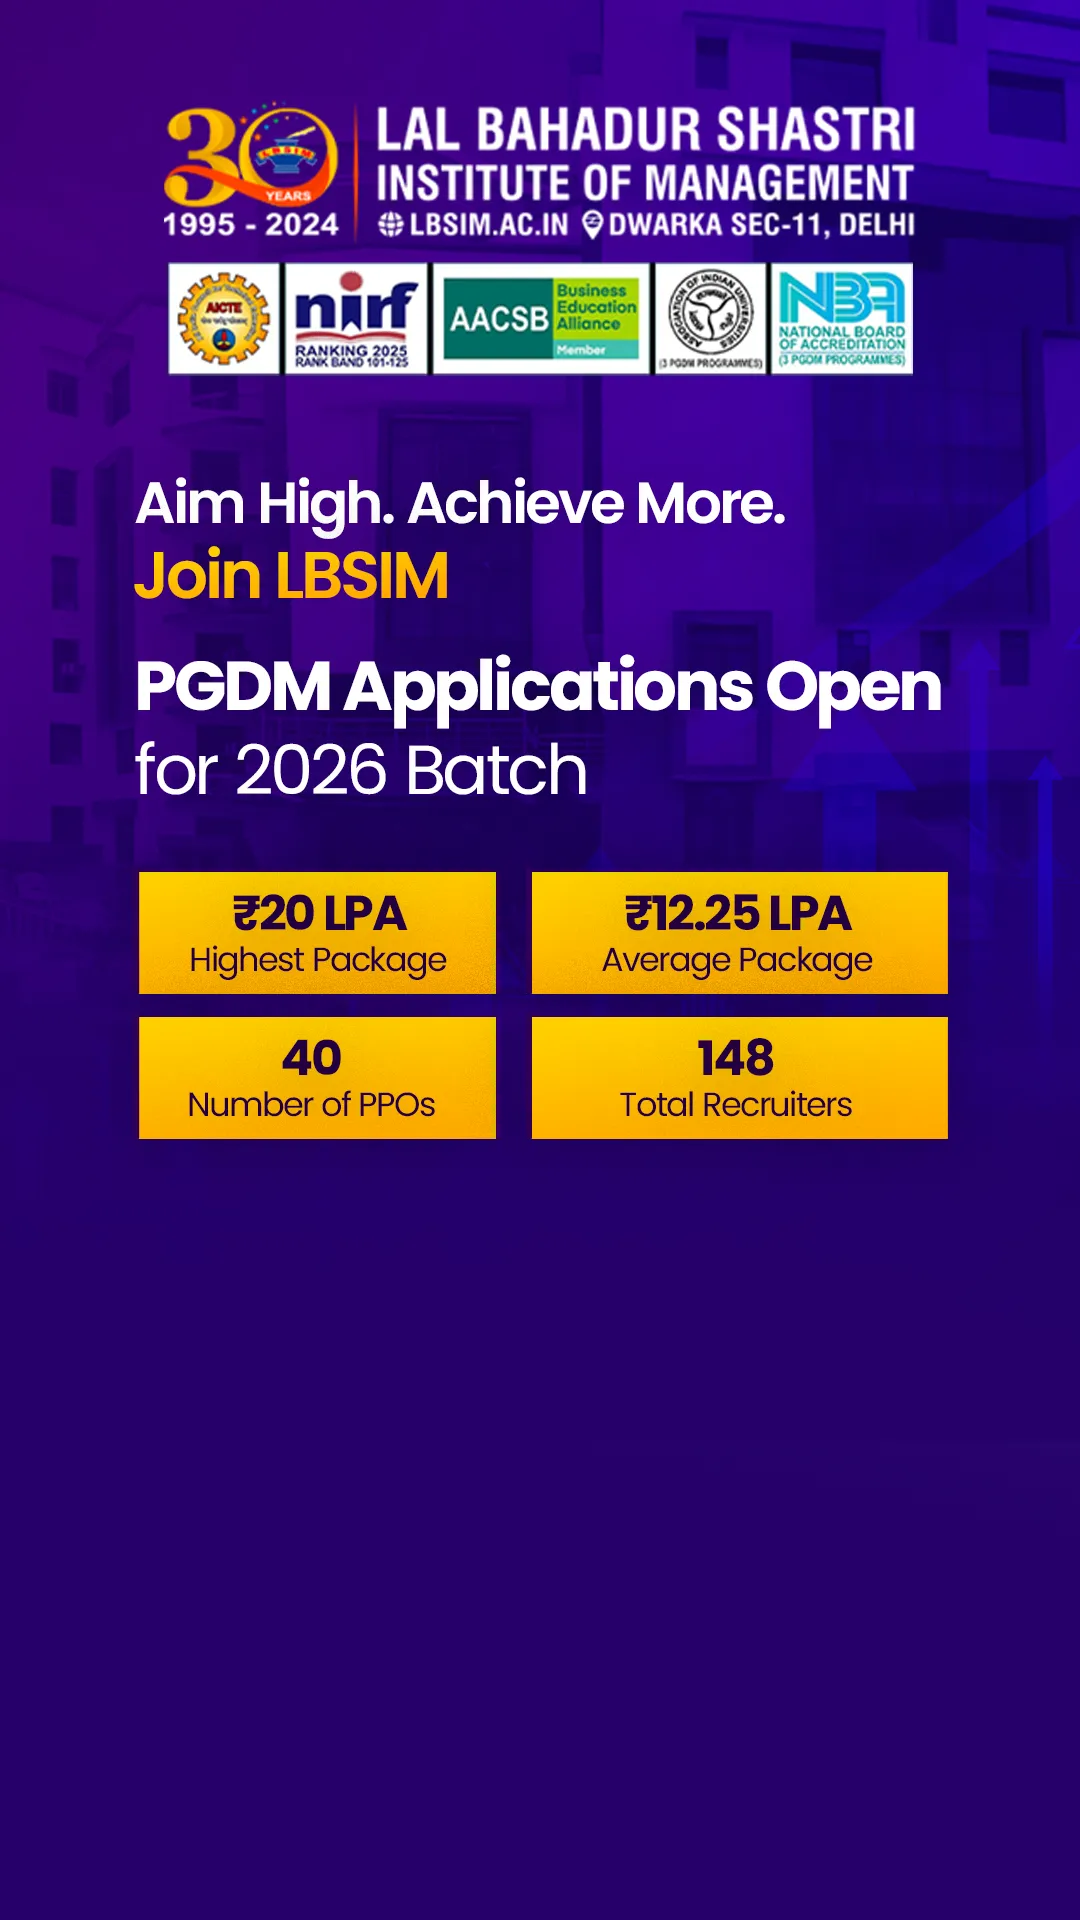 30
LBSIM
YEARS
1995 - 2024
LAL BAHADUR SHASTRI
INSTITUTE OF MANAGEMENT
LBSIM.AC.IN DWARKA SEC-11, DELHI
AICTE
nirf
RANKING 2025
RANK BAND 101-125
AACSB
Business
Education
Alliance
Member
ASSOCIATION OF INDIAN UNIVERSITIES
(3 PGDM PROGRAMMES)
NBA
NATIONAL BOARD
OF ACCREDITATION
(3 PGDM PROGRAMMES)
Aim High. Achieve More.
Join LBSIM
PGDM Applications Open
for 2026 Batch
₹20 LPA
Highest Package
₹12.25 LPA
Average Package
40
Number of PPOs
148
Total Recruiters